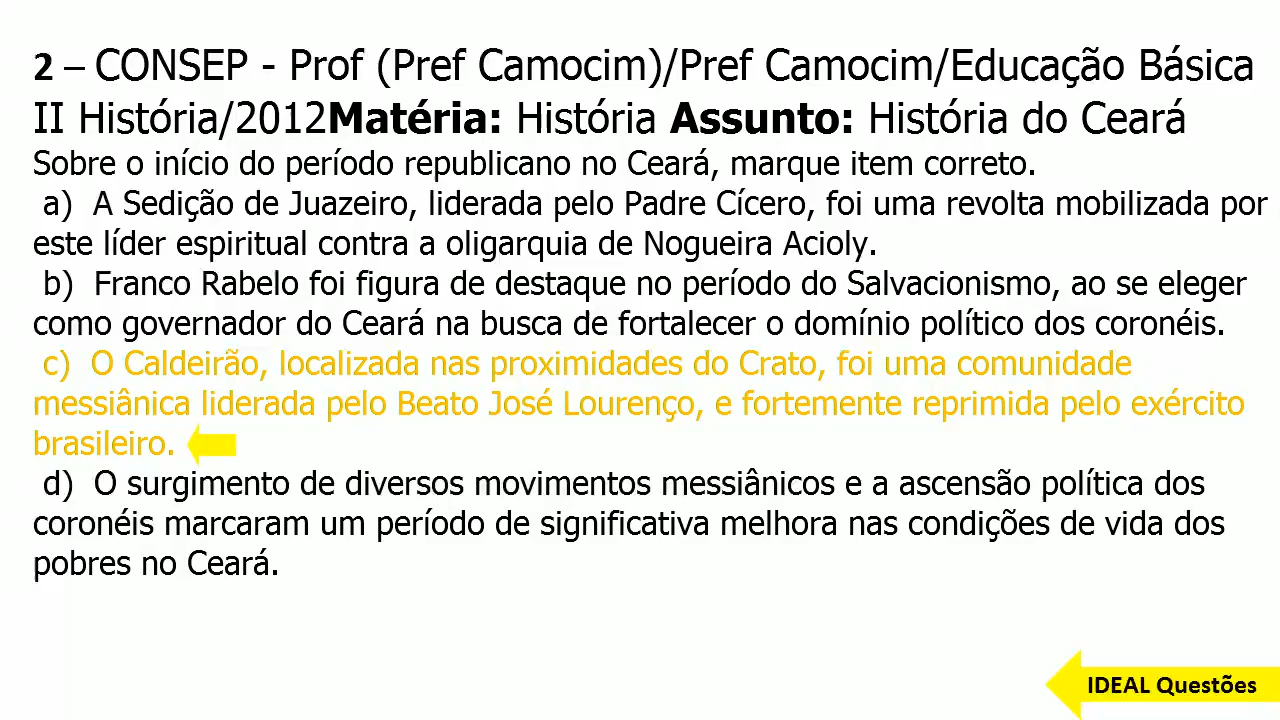 2 – CONSEP - Prof (Pref Camocim)/Pref Camocim/Educação Básica
II História/2012Matéria: História Assunto: História do Ceará
Sobre o início do período republicano no Ceará, marque item correto.
a) A Sedição de Juazeiro, liderada pelo Padre Cícero, foi uma revolta mobilizada por
este líder espiritual contra a oligarquia de Nogueira Acioly.
b) Franco Rabelo foi figura de destaque no período do Salvacionismo, ao se eleger
como governador do Ceará na busca de fortalecer o domínio político dos coronéis.
c) O Caldeirão, localizada nas proximidades do Crato, foi uma comunidade
messiânica liderada pelo Beato José Lourenço, e fortemente reprimida pelo exército
brasileiro.
d) O surgimento de diversos movimentos messiânicos e a ascensão política dos
coronéis marcaram um período de significativa melhora nas condições de vida dos
pobres no Ceará.
IDEAL Questões